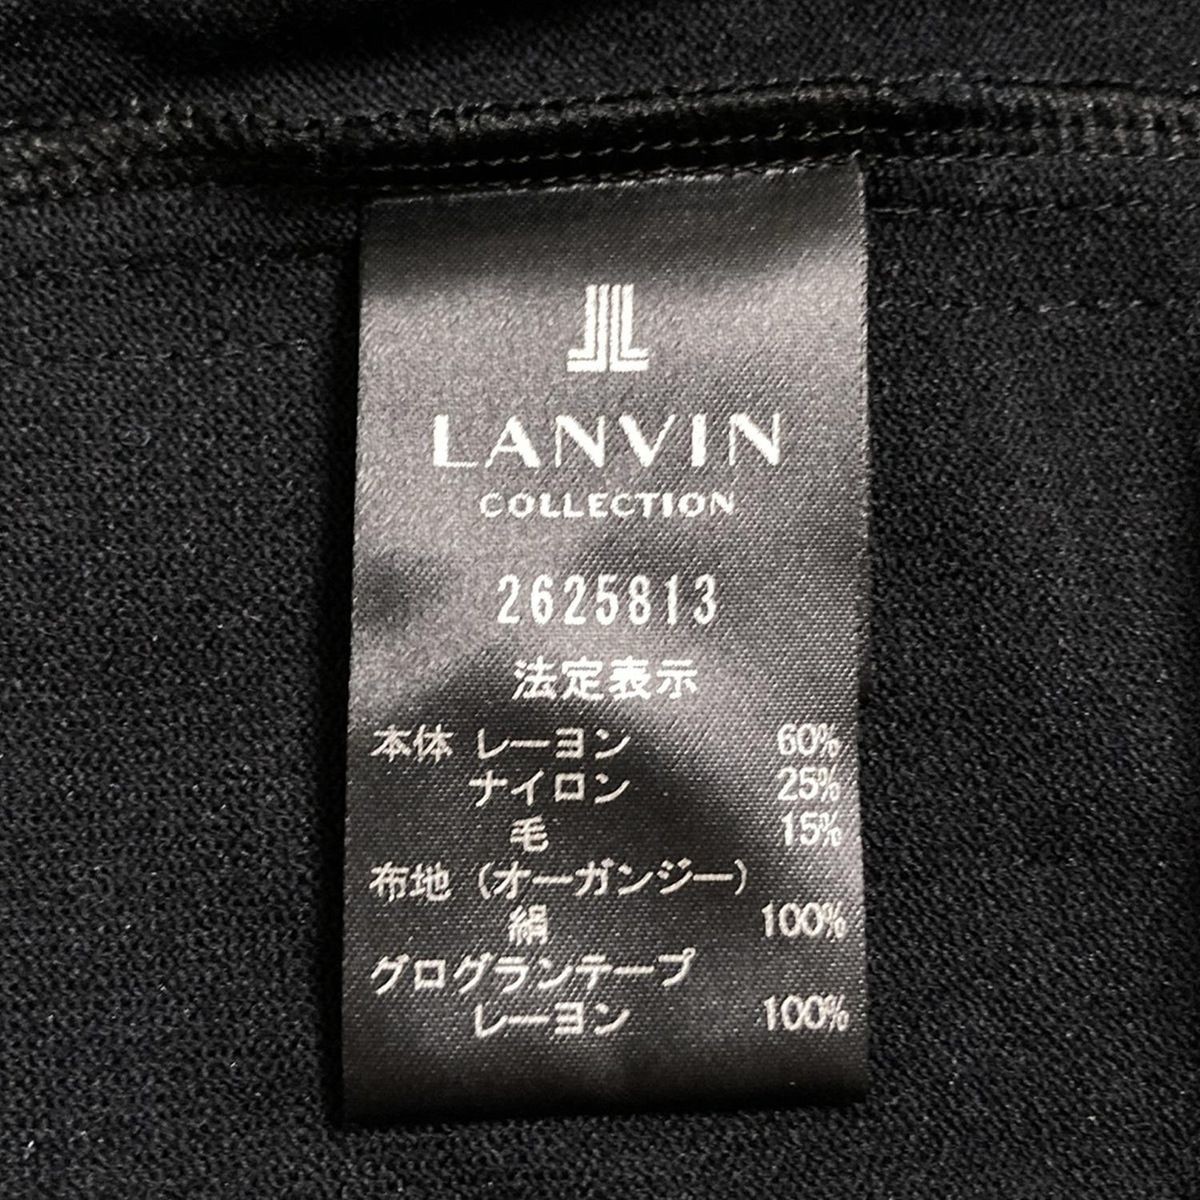 LANVIN
COLLECTION
2625813
法定表示
本体 レーヨン 60%
ナイロン 25%
毛 15%
布地 (オーガンジー)
絹 100%
グログランテープ
レーヨン 100%